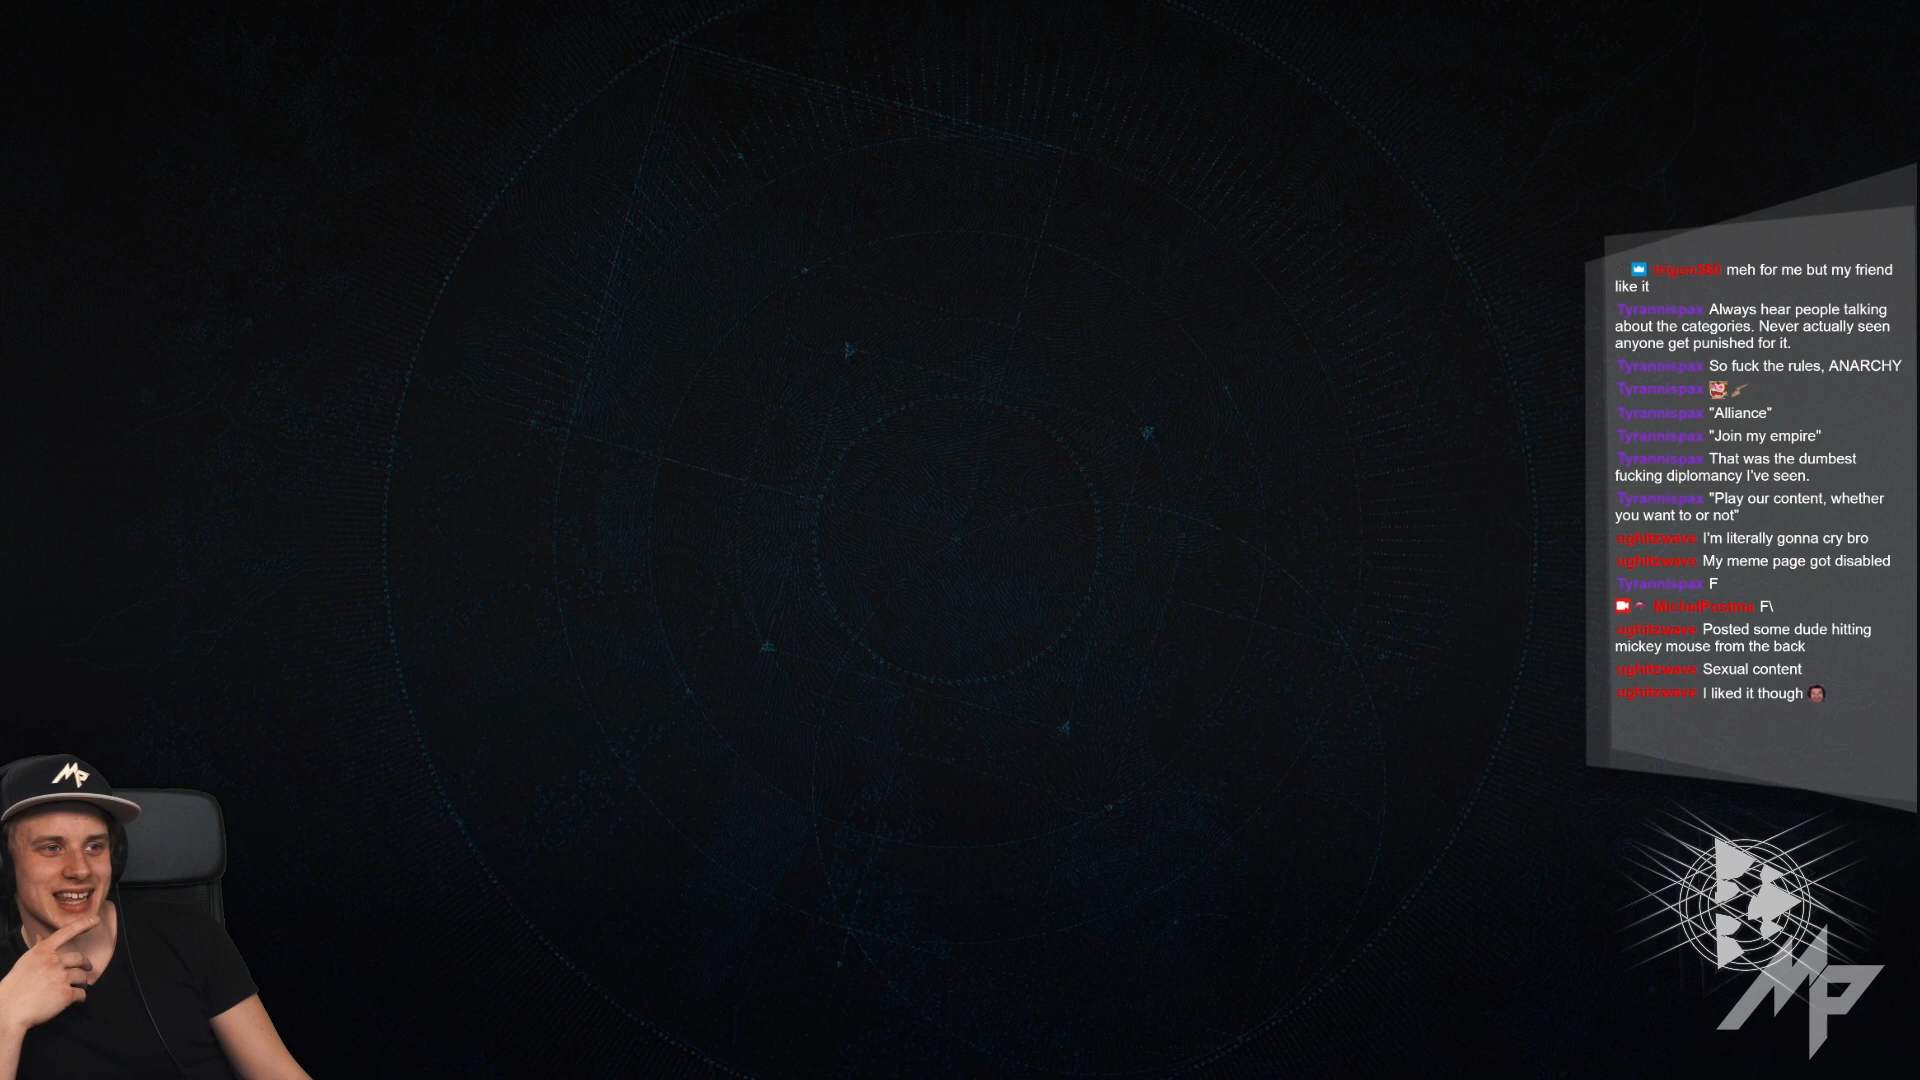 MP
trigon360 meh for me but my friend
like it
Tyrannispax Always hear people talking
about the categories. Never actually seen
anyone get punished for it.
Tyrannispax So fuck the rules, ANARCHY
Tyrannispax
Tyrannispax "Alliance"
Tyrannispax "Join my empire"
Tyrannispax That was the dumbest
fucking diplomancy I've seen.
Tyrannispax "Play our content, whether
you want to or not"
ughitzwave I'm literally gonna cry bro
ughitzwave My meme page got disabled
Tyrannispax F
MichelPostma F\
ughitzwave Posted some dude hitting
mickey mouse from the back
ughitzwave Sexual content
ughitzwave I liked it though
MP